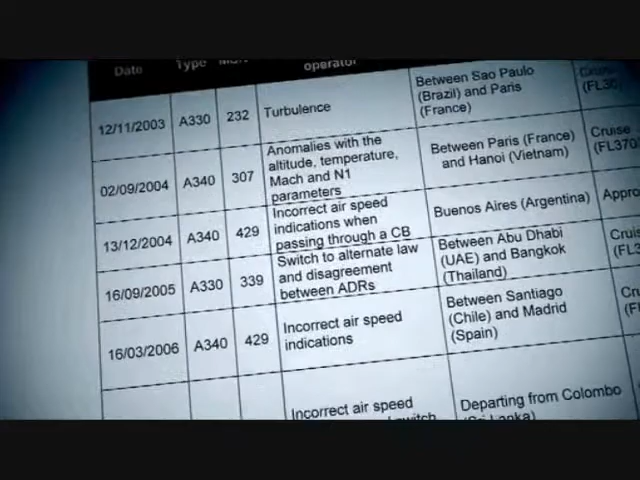 Date Type operator
12/11/2003 A330 232 Turbulence Between Sao Paulo
(Brazil) and Paris
(France)
02/09/2004 A340 307 Anomalies with the
altitude, temperature,
Mach and N1
parameters
Between Paris (France)
and Hanoi (Vietnam)
Cruise
(FL370
13/12/2004 A340 429 Incorrect air speed
indications when
passing through a CB
Buenos Aires (Argentina)
Appro
16/09/2005 A330 339 Switch to alternate law
and disagreement
between ADRs
Between Abu Dhabi
(UAE) and Bangkok
(Thailand)
16/03/2006 A340 429 Incorrect air speed
indications
Between Santiago
(Chile) and Madrid
(Spain)
Incorrect air speed
Departing from Colombo